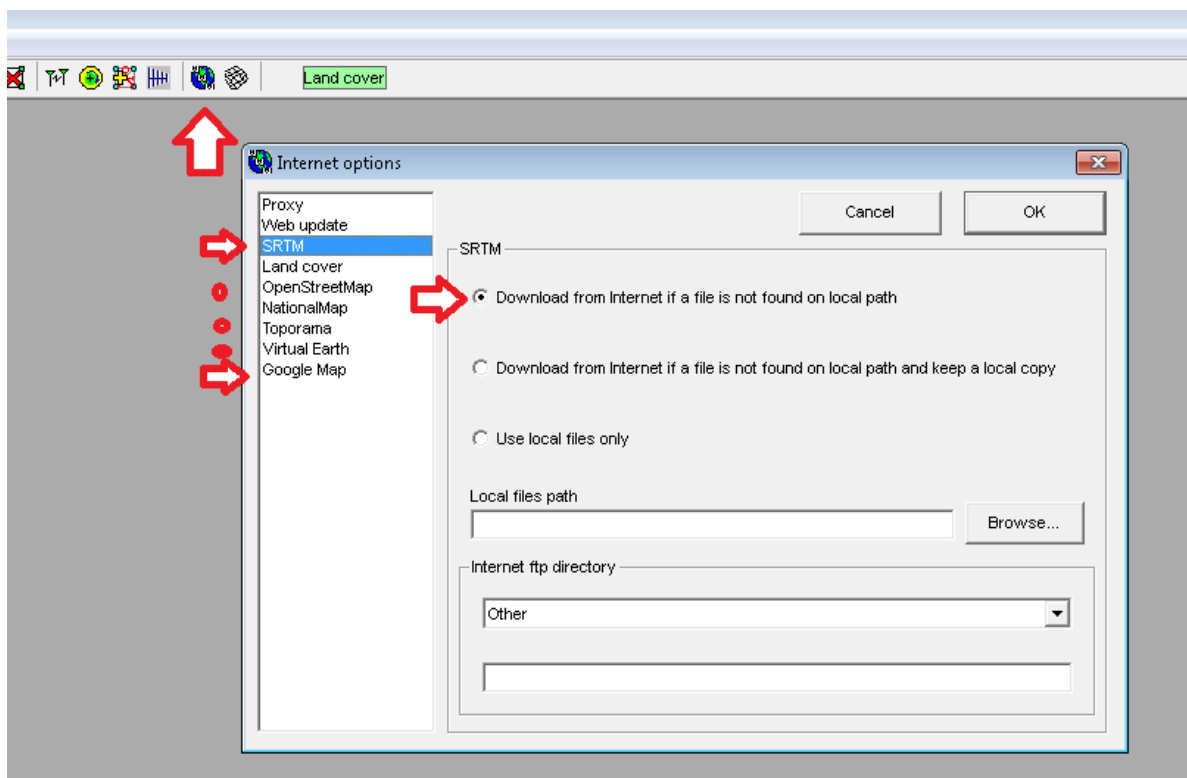 Land cover
Internet options
Proxy
Web update
SRTM
Land cover
OpenStreetMap
NationalMap
Toporama
Virtual Earth
Google Map
Cancel
OK
SRTM
Download from Internet if a file is not found on local path
Download from Internet if a file is not found on local path and keep a local copy
Use local files only
Local files path
Browse...
Internet ftp directory
Other